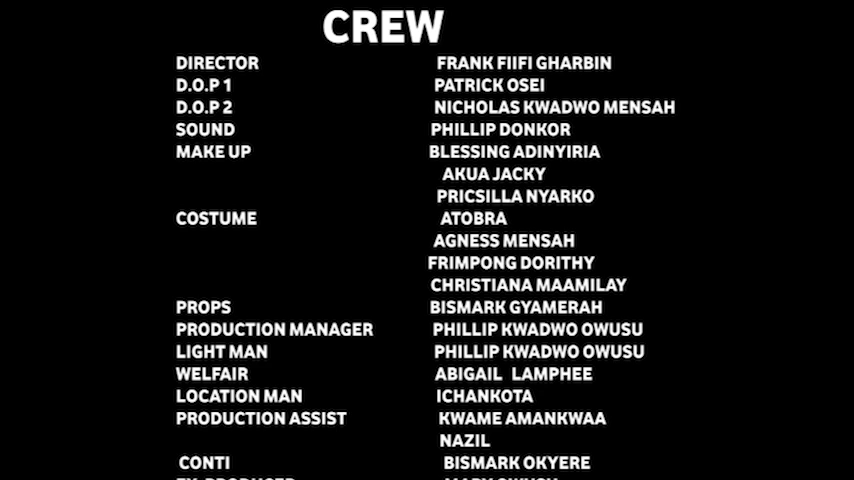 CREW
DIRECTOR FRANK FIIFI GHARBIN
D.O.P 1 PATRICK OSEI
D.O.P 2 NICHOLAS KWADWO MENSAH
SOUND PHILLIP DONKOR
MAKE UP BLESSING ADINYIRIA
AKUA JACKY
PRICSILLA NYARKO
COSTUME ATOBRA
AGNESS MENSAH
FRIMPONG DORITHY
CHRISTIANA MAAMILAY
PROPS BISMARK GYAMERAH
PRODUCTION MANAGER PHILLIP KWADWO OWUSU
LIGHT MAN PHILLIP KWADWO OWUSU
WELFAIR ABIGAIL LAMPHEE
LOCATION MAN ICHANKOTA
PRODUCTION ASSIST KWAME AMANKWAA
NAZIL
CONTI BISMARK OKYERE